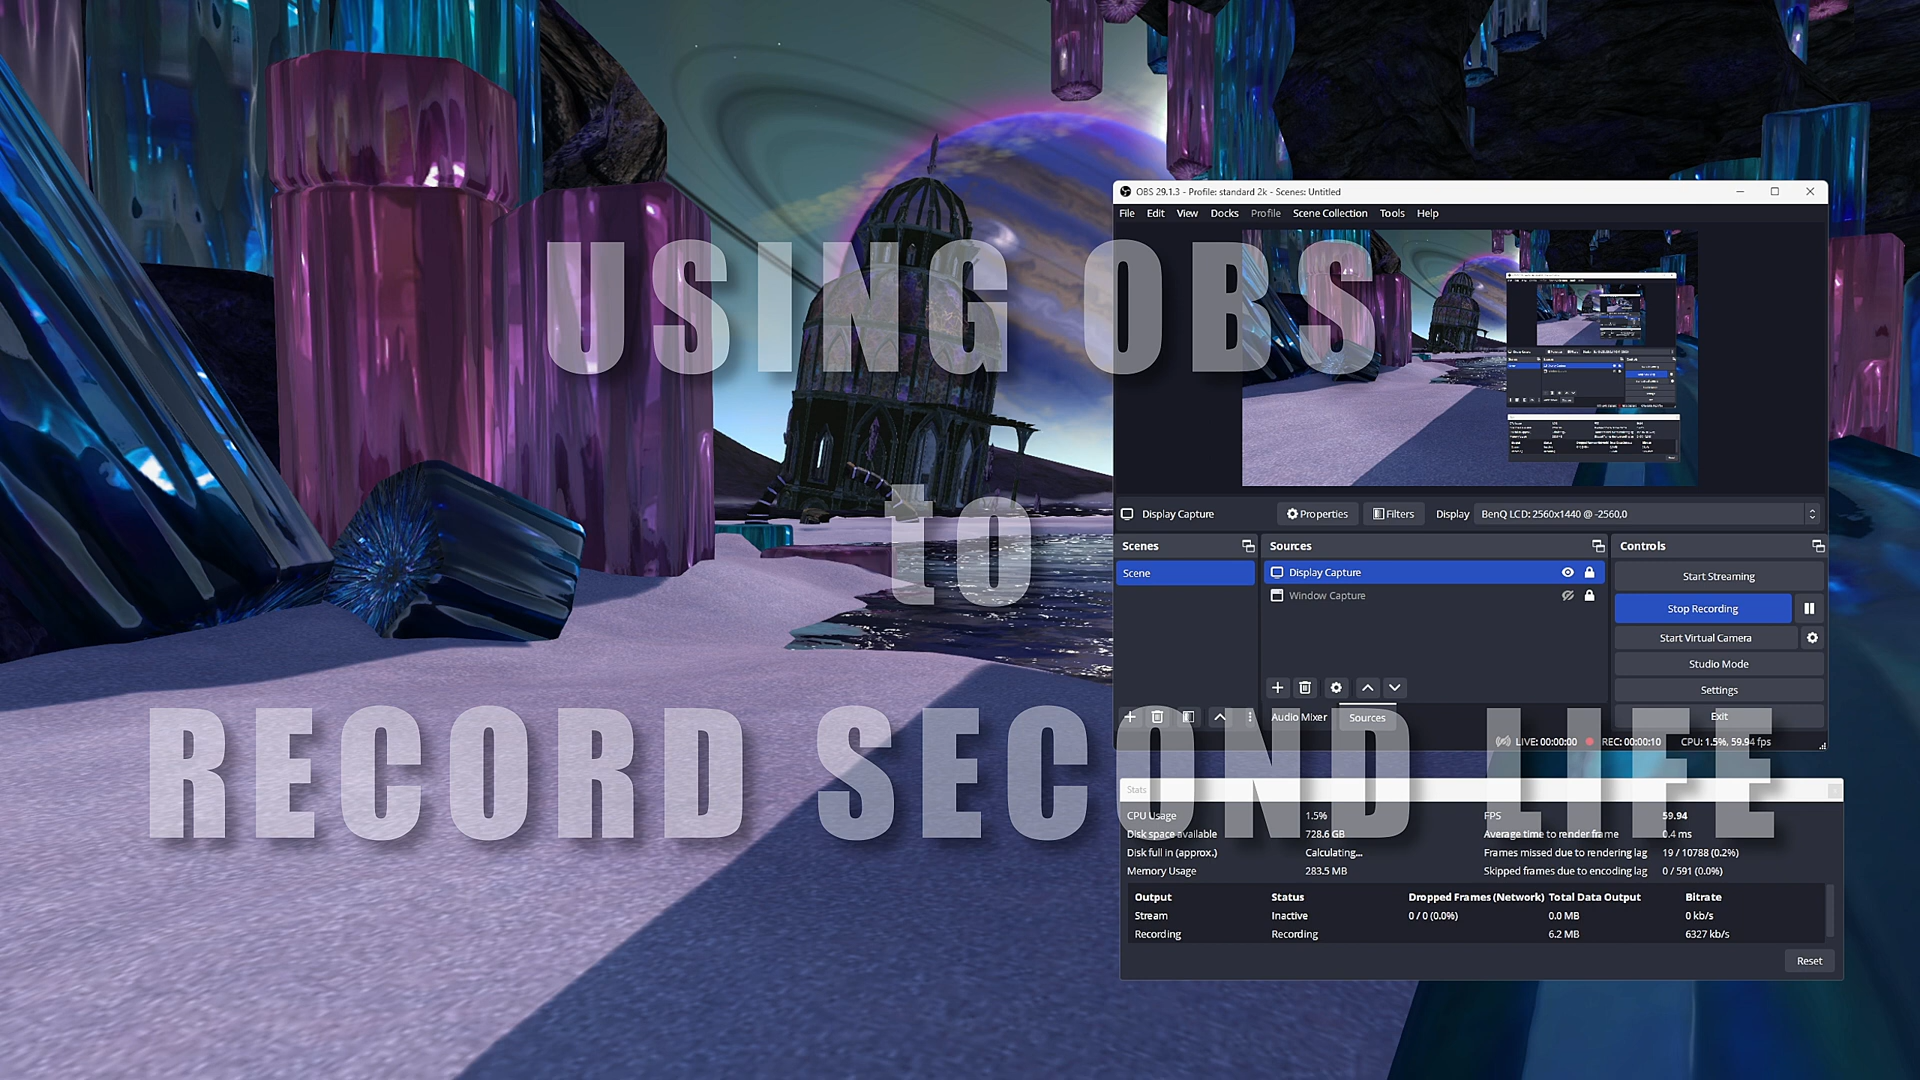 OBS 29.1.3 - Profile: standard 2k - Scenes: Untitled
File Edit View Docks Profile Scene Collection Tools Help
USING OBS
to
RECORD SECOND LIFE
Display Capture Properties Filters Display BenQ LCD: 2560x1440 @ -2560,0
Scenes
Scene
Sources
Display Capture
Window Capture
Audio Mixer Sources
Controls
Start Streaming
Stop Recording
Start Virtual Camera
Studio Mode
Settings
Exit
LIVE: 00:00:00 REC: 00:00:10 CPU: 1.5%, 59.94 fps
Stats
CPU Usage 1.5% FPS 59.94
Disk space available 728.6 GB Average time to render frame 0.4 ms
Disk full in (approx.) Calculating... Frames missed due to rendering lag 19 / 10788 (0.2%)
Memory Usage 283.5 MB Skipped frames due to encoding lag 0 / 591 (0.0%)
Output Status Dropped Frames (Network) Total Data Output Bitrate
Stream Inactive 0 / 0 (0.0%) 0.0 MB 0 kb/s
Recording Recording 6.2 MB 6327 kb/s
Reset